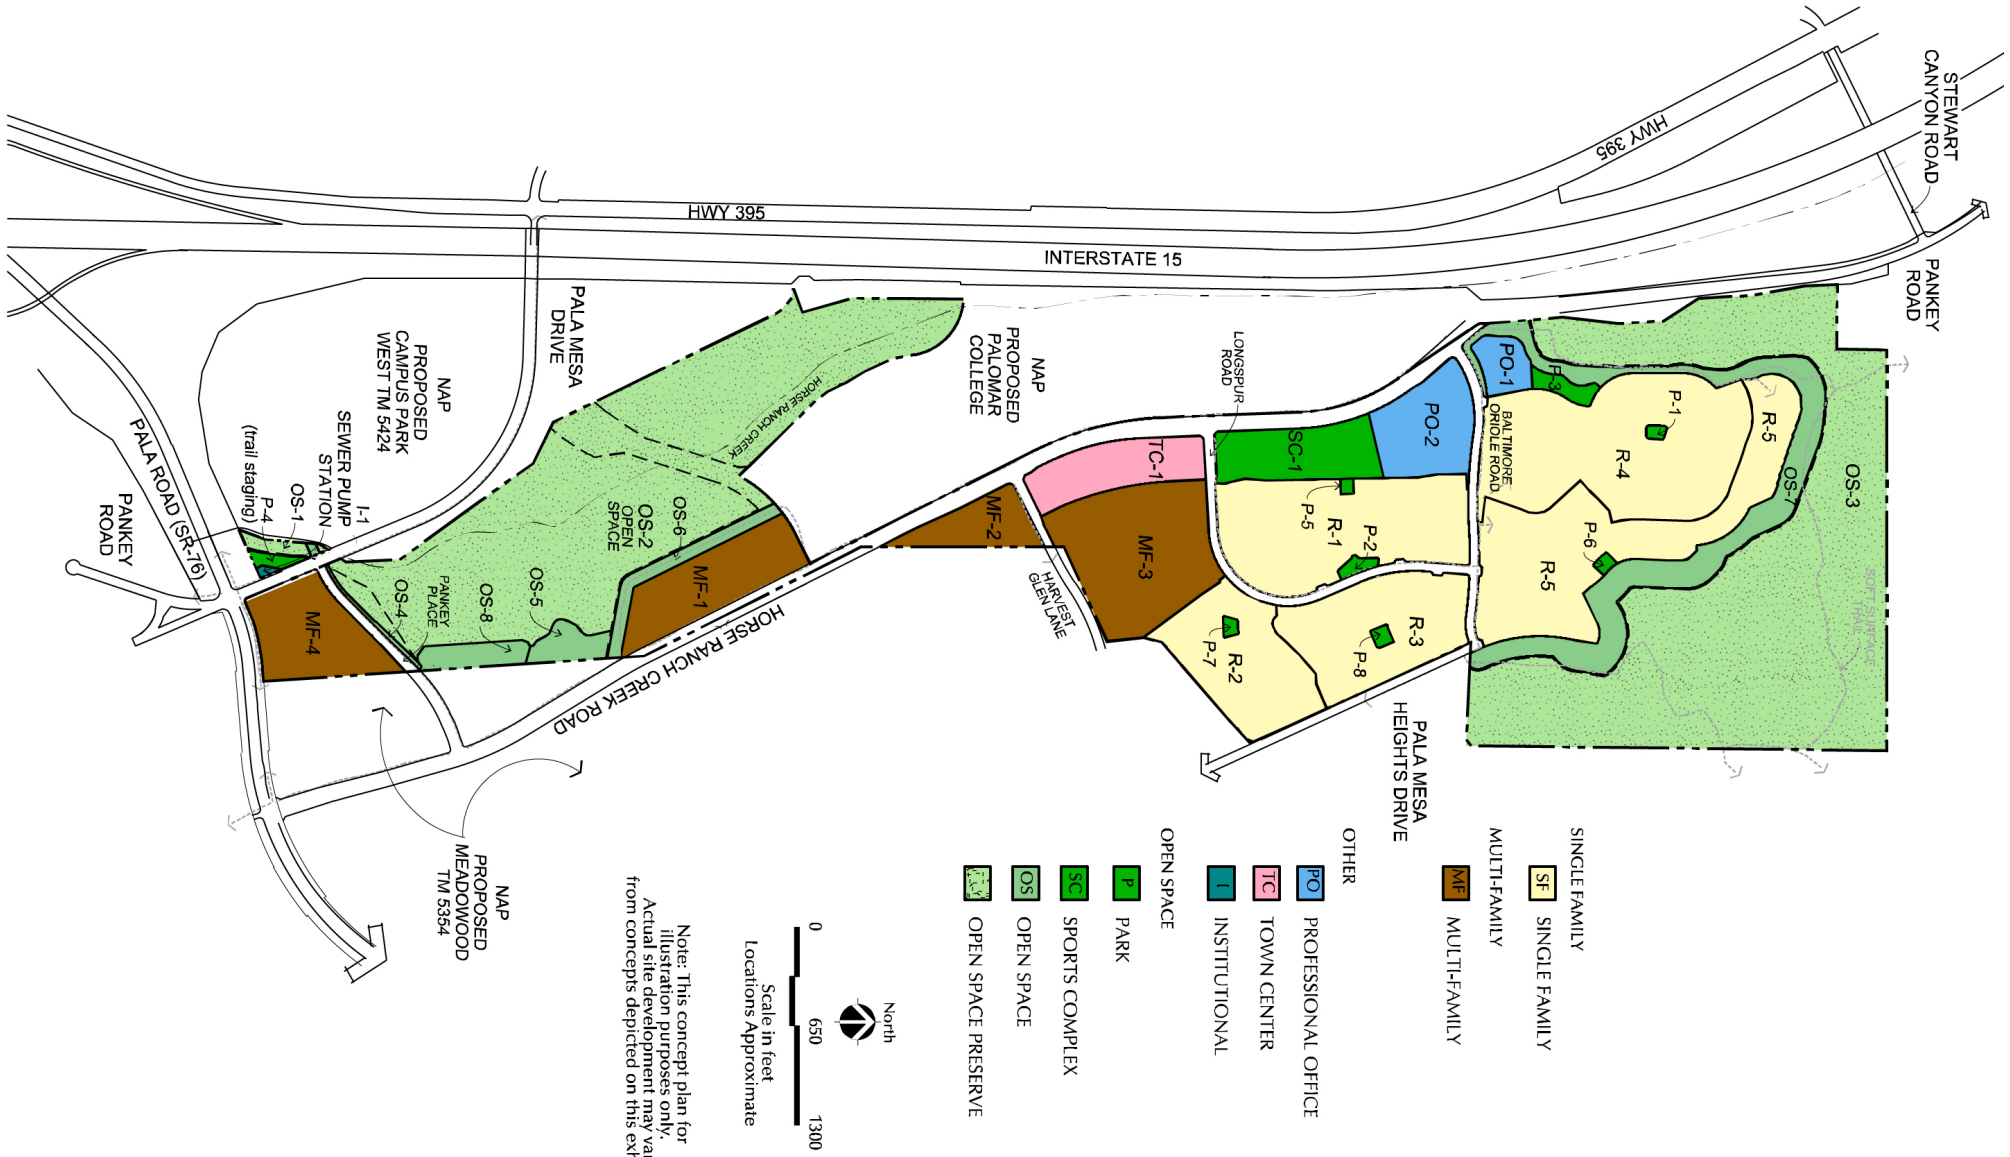 STEWART
CANYON ROAD
HWY 395
HWY 395
INTERSTATE 15
PANKEY
ROAD
PALA MESA
DRIVE
NAP
PROPOSED
CAMPUS PARK
WEST TM 5424
NAP
PROPOSED
PALOMAR
COLLEGE
LONGSPUR
ROAD
HORSE RANCH CREEK
PO-1
P-3
P-1
R-5
R-4
OS-7
OS-3
PO-2
BALTIMORE
ORIOLE ROAD
SC-1
TC-1
P-5
R-1
P-2
P-6
R-5
SOFT SURFACE
TRAIL
MF-2
MF-3
HARVEST
GLEN LANE
R-3
P-8
P-7
R-2
PALA MESA
HEIGHTS DRIVE
PALA ROAD (SR-76)
PANKEY
ROAD
I-1
SEWER PUMP
STATION
OS-1
P-4
(trail staging)
OS-6
OS-2
OPEN
SPACE
OS-5
OS-8
PANKEY
PLACE
OS-4
MF-1
MF-4
HORSE RANCH CREEK ROAD
NAP
PROPOSED
MEADOWOOD
TM 5354
SINGLE FAMILY
SF SINGLE FAMILY
MULTI-FAMILY
MF MULTI-FAMILY
OTHER
PO PROFESSIONAL OFFICE
TC TOWN CENTER
I INSTITUTIONAL
OPEN SPACE
P PARK
SC SPORTS COMPLEX
OS OPEN SPACE
OPEN SPACE PRESERVE
North
0 650 1300
Scale in feet
Locations Approximate
Note: This concept plan for
illustration purposes only.
Actual site development may
from concepts depicted on this